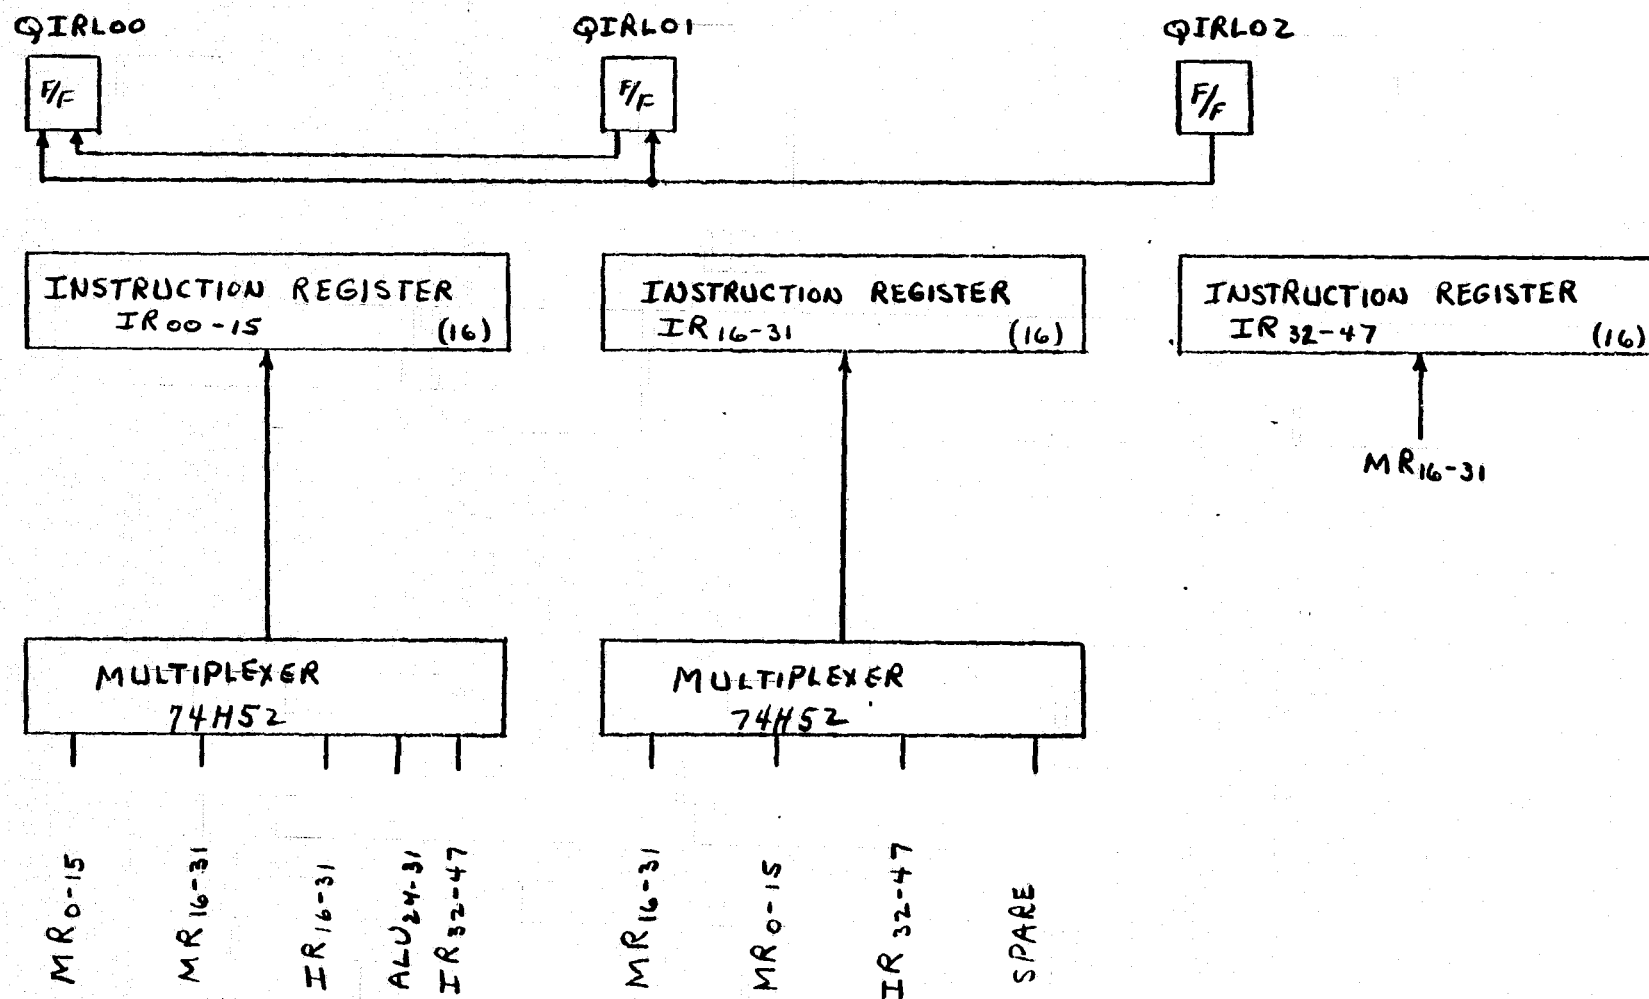 QIRL00
QIRL01
QIRL02
F/F
F/F
F/F
INSTRUCTION REGISTER
IR00-15 (16)
INSTRUCTION REGISTER
IR16-31 (16)
INSTRUCTION REGISTER
IR32-47 (16)
MR16-31
MULTIPLEXER
74H52
MULTIPLEXER
74H52
MR0-15
MR16-31
IR16-31
ALU24-31
IR32-47
MR16-31
MR0-15
IR32-47
SPARE